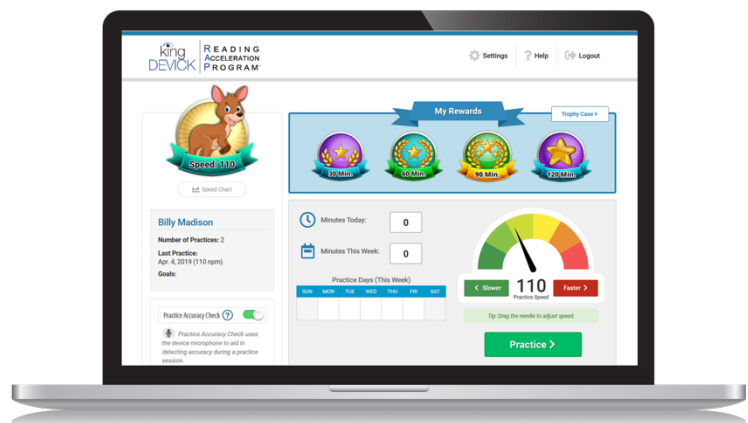 king
DEVICK
READING
ACCELERATION
PROGRAM
Settings
Help
Logout
Speed: 110
Speed Chart
My Rewards
Trophy Case >
30 Min.
60 Min.
90 Min.
120 Min.
Billy Madison
Number of Practices: 2
Last Practice:
Apr. 4, 2019 (110 npm)
Goals:
Practice Accuracy Check ?
Practice Accuracy Check uses
the device microphone to aid in
detecting accuracy during a practice
session.
Minutes Today: 0
Minutes This Week: 0
Practice Days (This Week)
SUN MON TUE WED THU FRI SAT
< Slower 110 Faster >
Practice Speed
Tip: Drag the needle to adjust speed.
Practice >